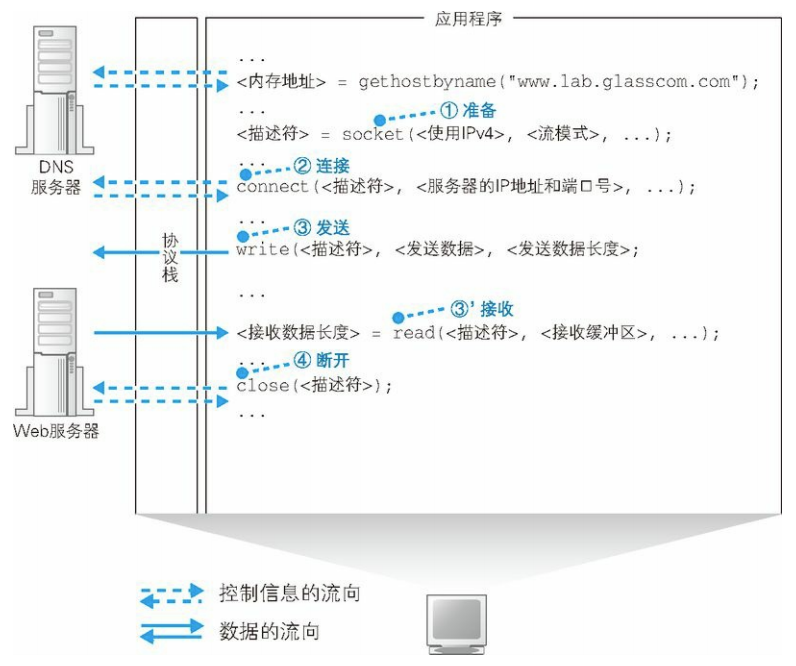 应用程序
...
<内存地址> = gethostbyname("www.lab.glasscom.com");
...
① 准备
<描述符> = socket(<使用IPv4>, <流模式>, ...);
...
② 连接
connect(<描述符>, <服务器的IP地址和端口号>, ...);
...
③ 发送
write(<描述符>, <发送数据>, <发送数据长度>;
...
③' 接收
<接收数据长度> = read(<描述符>, <接收缓冲区>, ...);
...
④ 断开
close(<描述符>);
...
DNS
服务器
协
议
栈
Web服务器
控制信息的流向
数据的流向